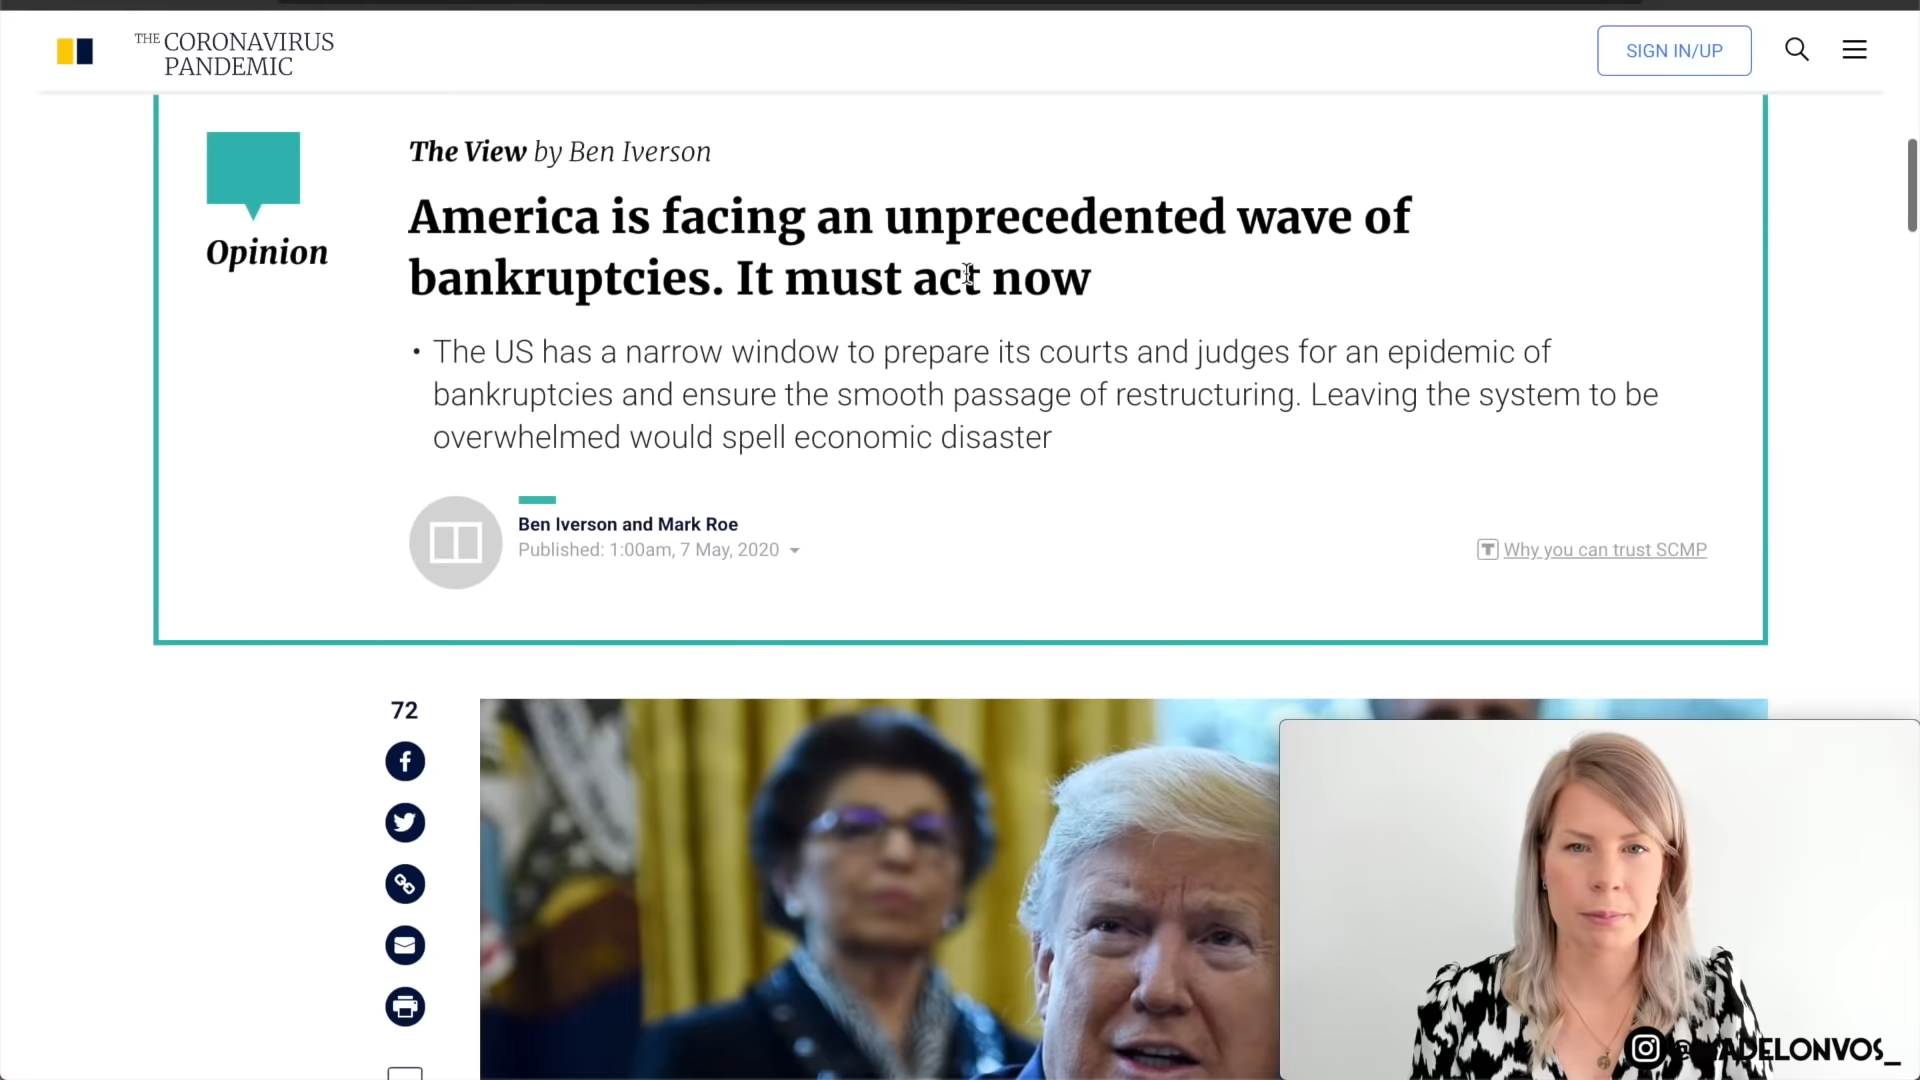 THE CORONAVIRUS
PANDEMIC
SIGN IN/UP
Opinion
The View by Ben Iverson
America is facing an unprecedented wave of
bankruptcies. It must act now
• The US has a narrow window to prepare its courts and judges for an epidemic of
bankruptcies and ensure the smooth passage of restructuring. Leaving the system to be
overwhelmed would spell economic disaster
Ben Iverson and Mark Roe
Published: 1:00am, 7 May, 2020
Why you can trust SCMP
72
@MADELONVOS_